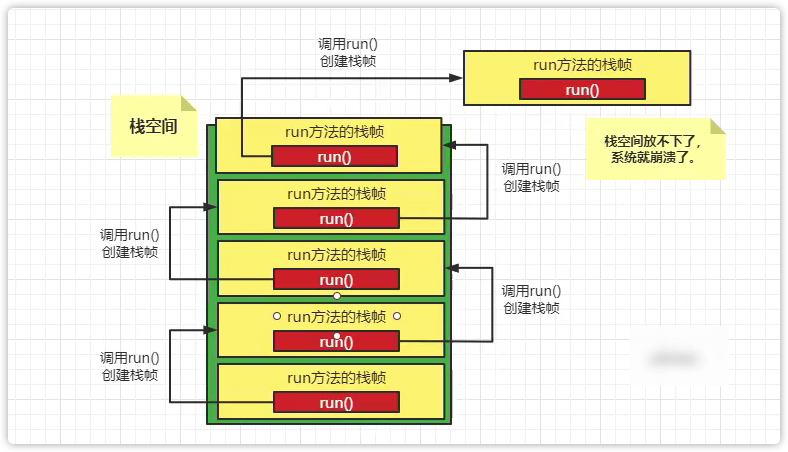 调用run()
创建栈帧
run方法的栈帧
run()
栈空间
栈空间放不下了，
系统就崩溃了。
run方法的栈帧
run()
调用run()
创建栈帧
run方法的栈帧
run()
调用run()
创建栈帧
run方法的栈帧
run()
调用run()
创建栈帧
run方法的栈帧
run()
调用run()
创建栈帧
run方法的栈帧
run()